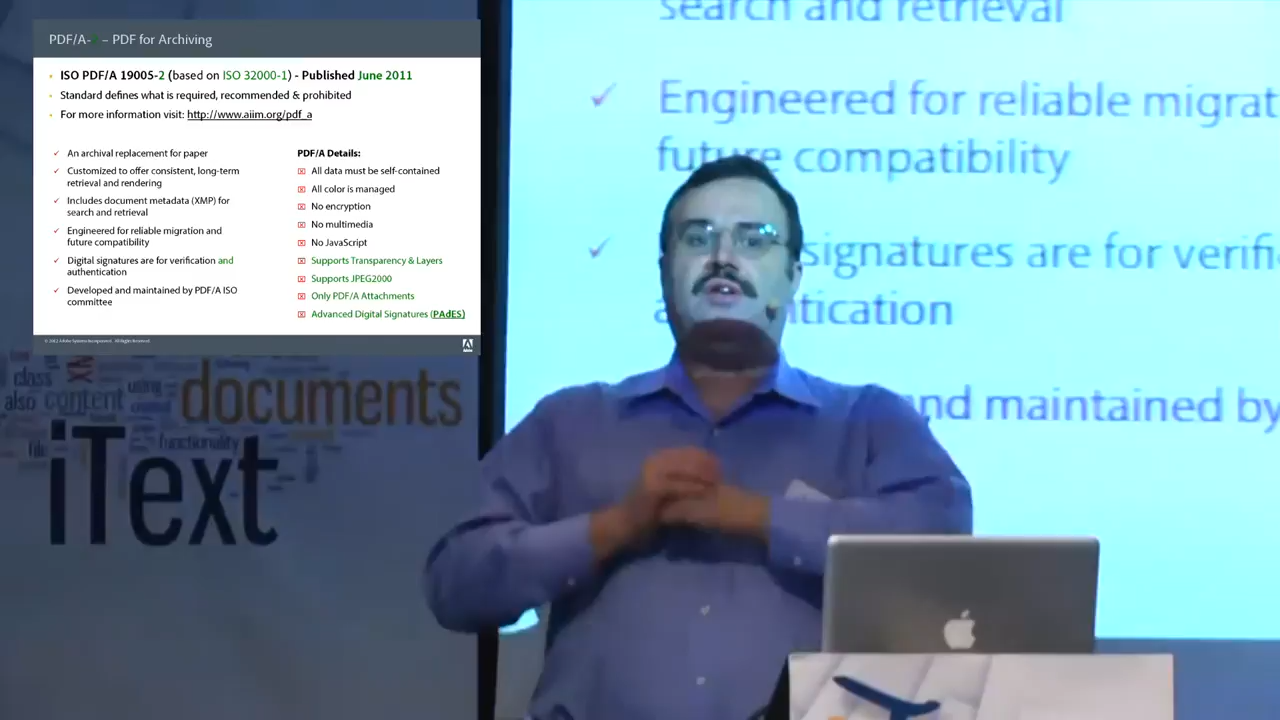 PDF/A-2 – PDF for Archiving
ISO PDF/A 19005-2 (based on ISO 32000-1) - Published June 2011
Standard defines what is required, recommended & prohibited
For more information visit: http://www.aiim.org/pdf_a
An archival replacement for paper
Customized to offer consistent, long-term
retrieval and rendering
Includes document metadata (XMP) for
search and retrieval
Engineered for reliable migration and
future compatibility
Digital signatures are for verification and
authentication
Developed and maintained by PDF/A ISO
committee
PDF/A Details:
All data must be self-contained
All color is managed
No encryption
No multimedia
No JavaScript
Supports Transparency & Layers
Supports JPEG2000
Only PDF/A Attachments
Advanced Digital Signatures (PAdES)
Adobe
class
using
also content
documents
functionality
iText
search and retrieval
Engineered for reliable migrat
future compatibility
signatures are for verifi
a tication
nd maintained by